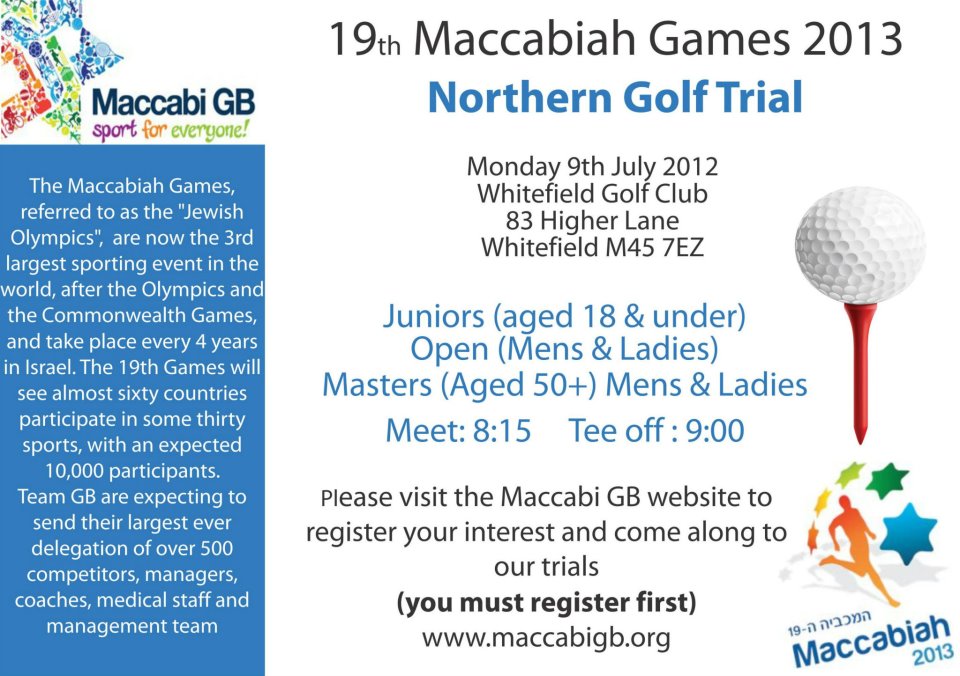 Maccabi GB
sport for everyone!
The Maccabiah Games,
referred to as the "Jewish
Olympics",  are now the 3rd
largest sporting event in the
world, after the Olympics and
the Commonwealth Games,
and take place every 4 years
in Israel. The 19th Games will
see almost sixty countries
participate in some thirty
sports, with an expected
10,000 participants.
Team GB are expecting to
send their largest ever
delegation of over 500
competitors, managers,
coaches, medical staff and
management team
19th Maccabiah Games 2013
Northern Golf Trial
Monday 9th July 2012
Whitefield Golf Club
83 Higher Lane
Whitefield M45 7EZ
Juniors (aged 18 & under)
Open (Mens & Ladies)
Masters (Aged 50+) Mens & Ladies
Meet: 8:15    Tee off : 9:00
Please visit the Maccabi GB website to
register your interest and come along to
our trials
(you must register first)
www.maccabigb.org
המכביה ה-19
Maccabiah
2013